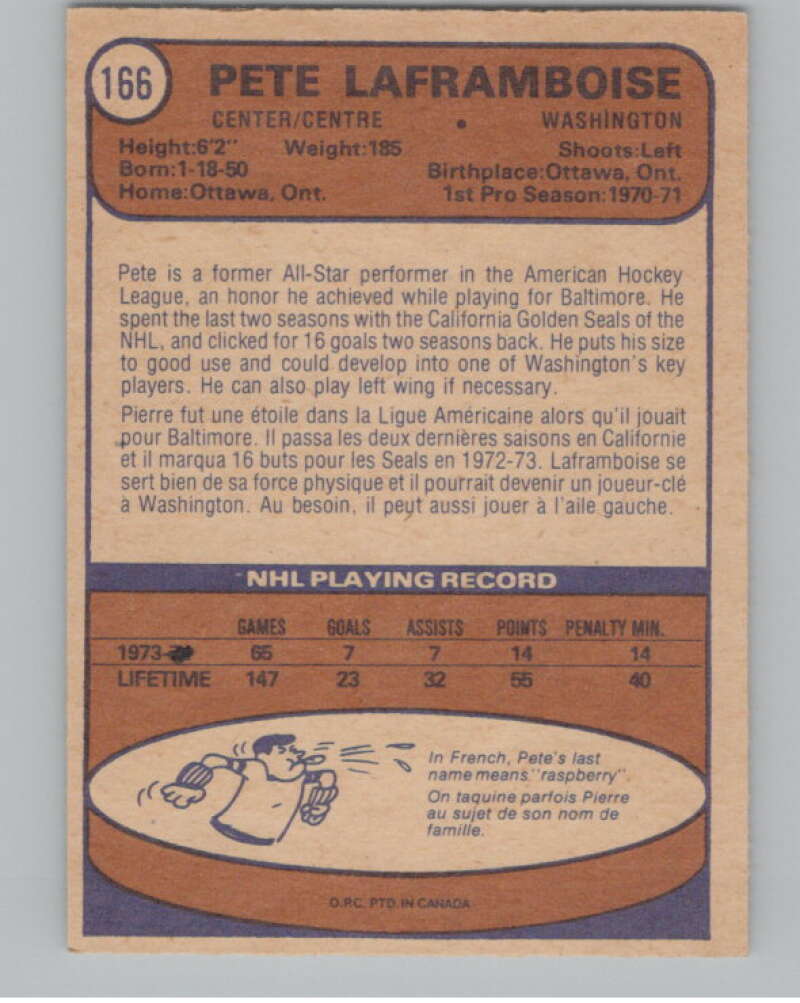 166
PETE LAFRAMBOISE
CENTER/CENTRE • WASHINGTON
Height:6'2" Weight:185 Shoots:Left
Born:1-18-50 Birthplace:Ottawa, Ont.
Home:Ottawa, Ont. 1st Pro Season:1970-71
Pete is a former All-Star performer in the American Hockey
League, an honor he achieved while playing for Baltimore. He
spent the last two seasons with the California Golden Seals of the
NHL, and clicked for 16 goals two seasons back. He puts his size
to good use and could develop into one of Washington's key
players. He can also play left wing if necessary.
Pierre fut une étoile dans la Ligue Américaine alors qu'il jouait
pour Baltimore. Il passa les deux dernières saisons en Californie
et il marqua 16 buts pour les Seals en 1972-73. Laframboise se
sert bien de sa force physique et il pourrait devenir un joueur-clé
à Washington. Au besoin, il peut aussi jouer à l'aile gauche.
NHL PLAYING RECORD
GAMES GOALS ASSISTS POINTS PENALTY MIN.
1973- 65 7 7 14 14
LIFETIME 147 23 32 55 40
In French, Pete's last
name means "raspberry".
On taquine parfois Pierre
au sujet de son nom de
famille.
O.P.C. PTD. IN CANADA